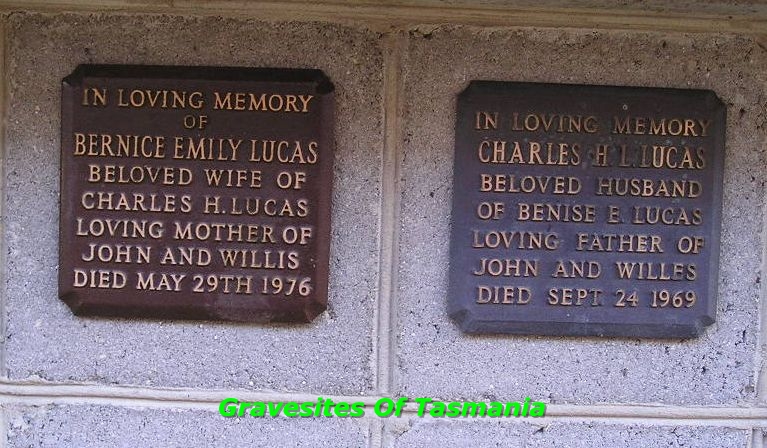 IN LOVING MEMORY
OF
BERNICE EMILY LUCAS
BELOVED WIFE OF
CHARLES H. LUCAS
LOVING MOTHER OF
JOHN AND WILLIS
DIED MAY 29TH 1976
IN LOVING MEMORY
CHARLES H. L. LUCAS
BELOVED HUSBAND
OF BENISE E. LUCAS
LOVING FATHER OF
JOHN AND WILLES
DIED SEPT. 24 1969
Gravesites Of Tasmania